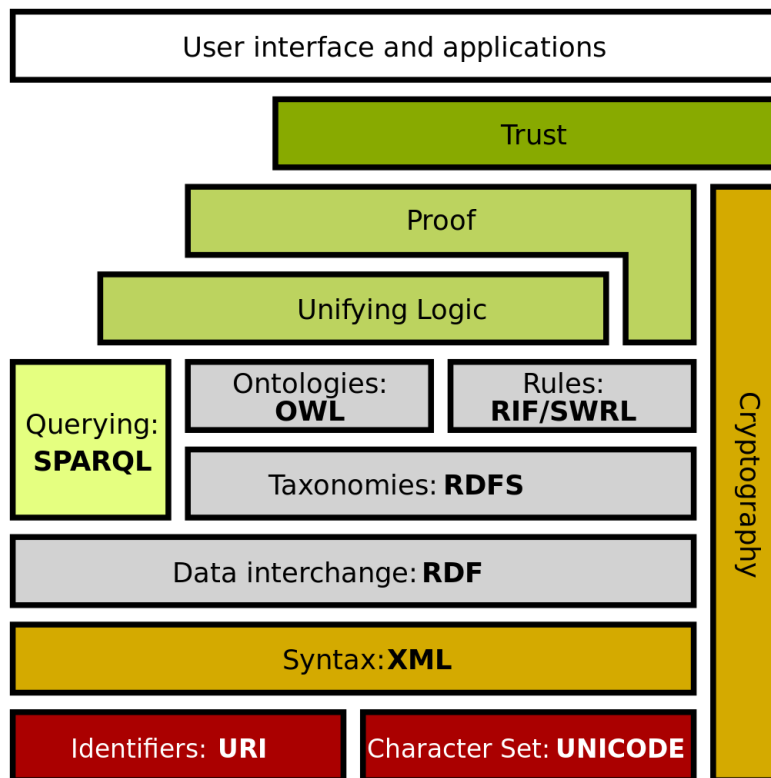 User interface and applications
Trust
Proof
Unifying Logic
Ontologies:
OWL
Rules:
RIF/SWRL
Querying:
SPARQL
Taxonomies: RDFS
Cryptography
Data interchange: RDF
Syntax: XML
Identifiers: URI
Character Set: UNICODE